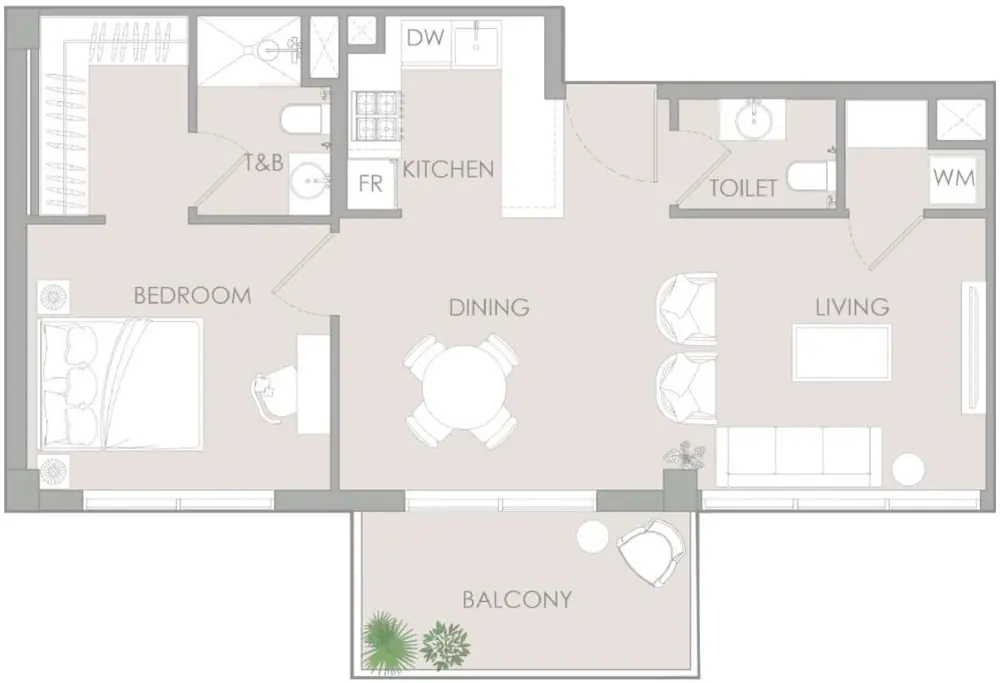 DW
T&B
KITCHEN
FR
TOILET
WM
BEDROOM
DINING
LIVING
BALCONY